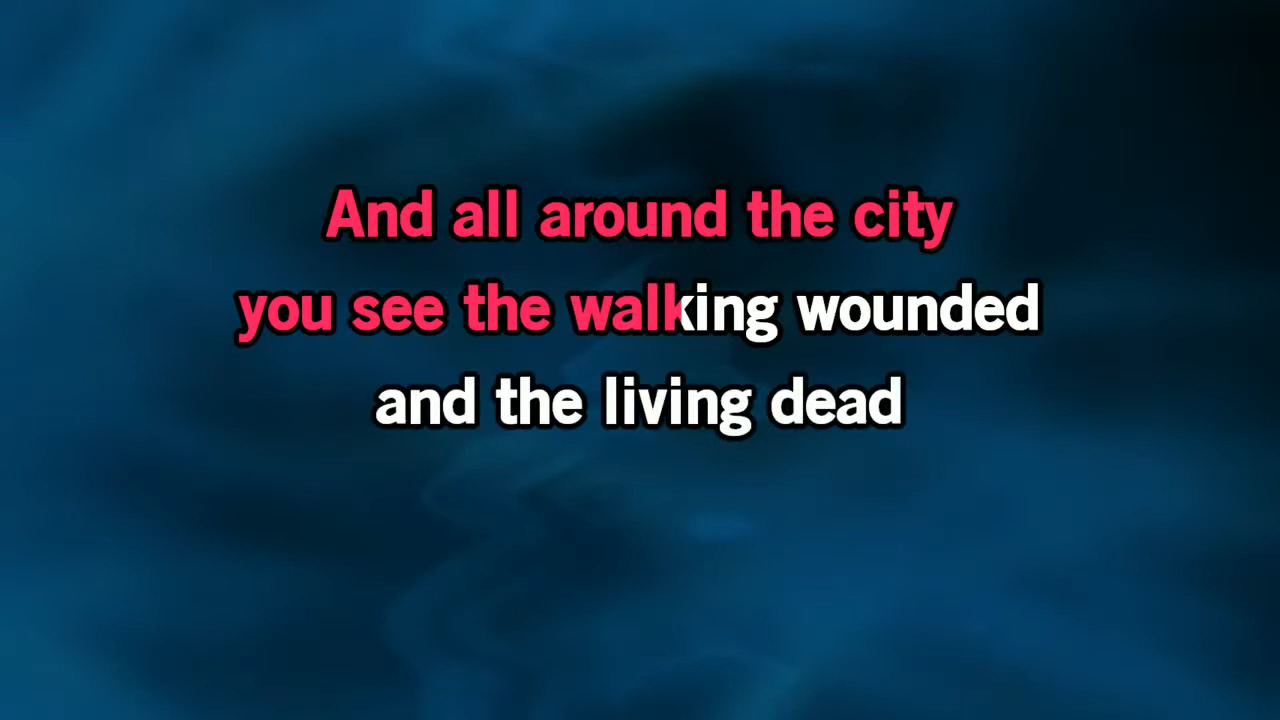 And all around the city
you see the walking wounded
and the living dead